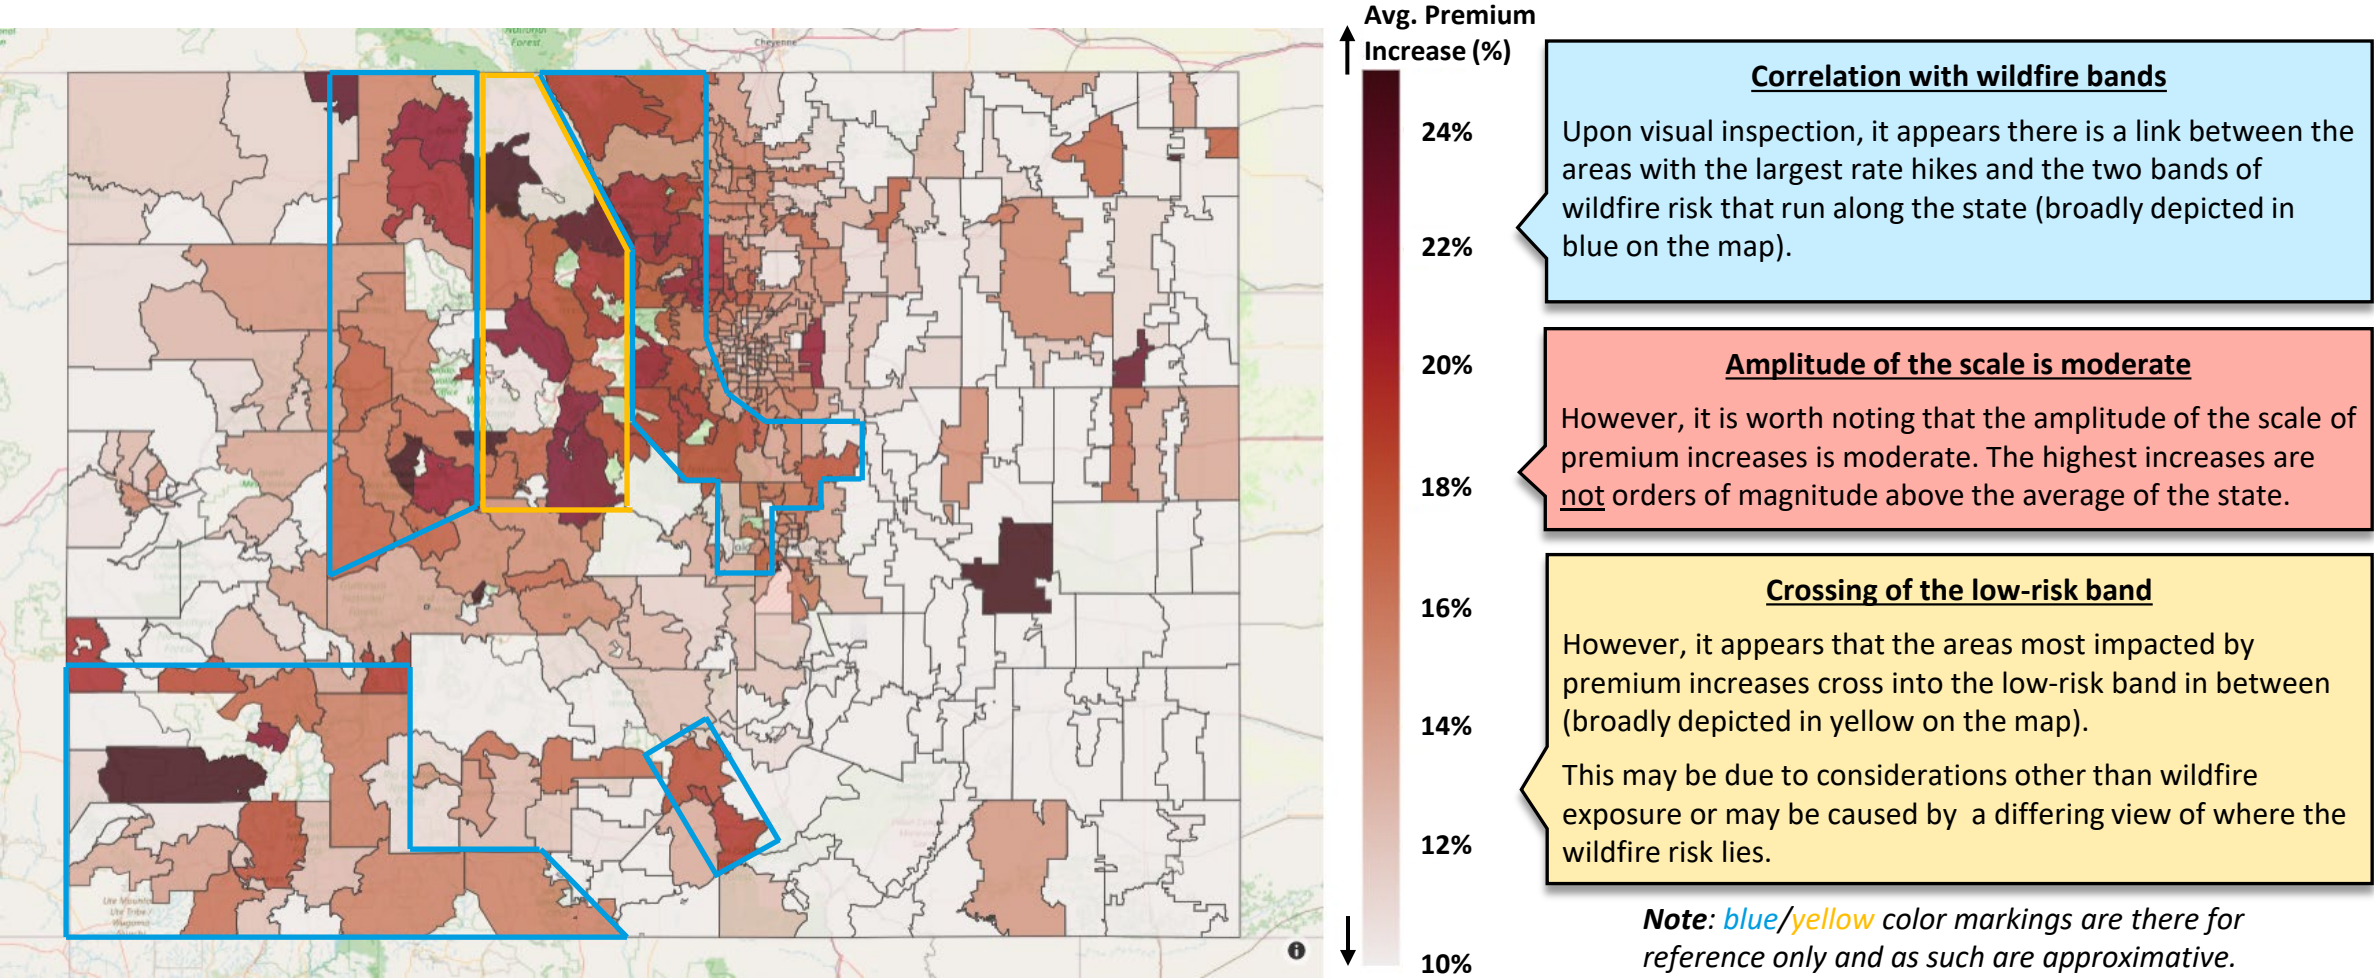 Avg. Premium
Increase (%)
24%
22%
20%
18%
16%
14%
12%
10%
Cheyenne
Forest
Correlation with wildfire bands
Upon visual inspection, it appears there is a link between the
areas with the largest rate hikes and the two bands of
wildfire risk that run along the state (broadly depicted in
blue on the map).
Amplitude of the scale is moderate
However, it is worth noting that the amplitude of the scale of
premium increases is moderate. The highest increases are
not orders of magnitude above the average of the state.
Crossing of the low-risk band
However, it appears that the areas most impacted by
premium increases cross into the low-risk band in between
(broadly depicted in yellow on the map).
This may be due to considerations other than wildfire
exposure or may be caused by  a differing view of where the
wildfire risk lies.
Note: blue/yellow color markings are there for
reference only and as such are approximative.